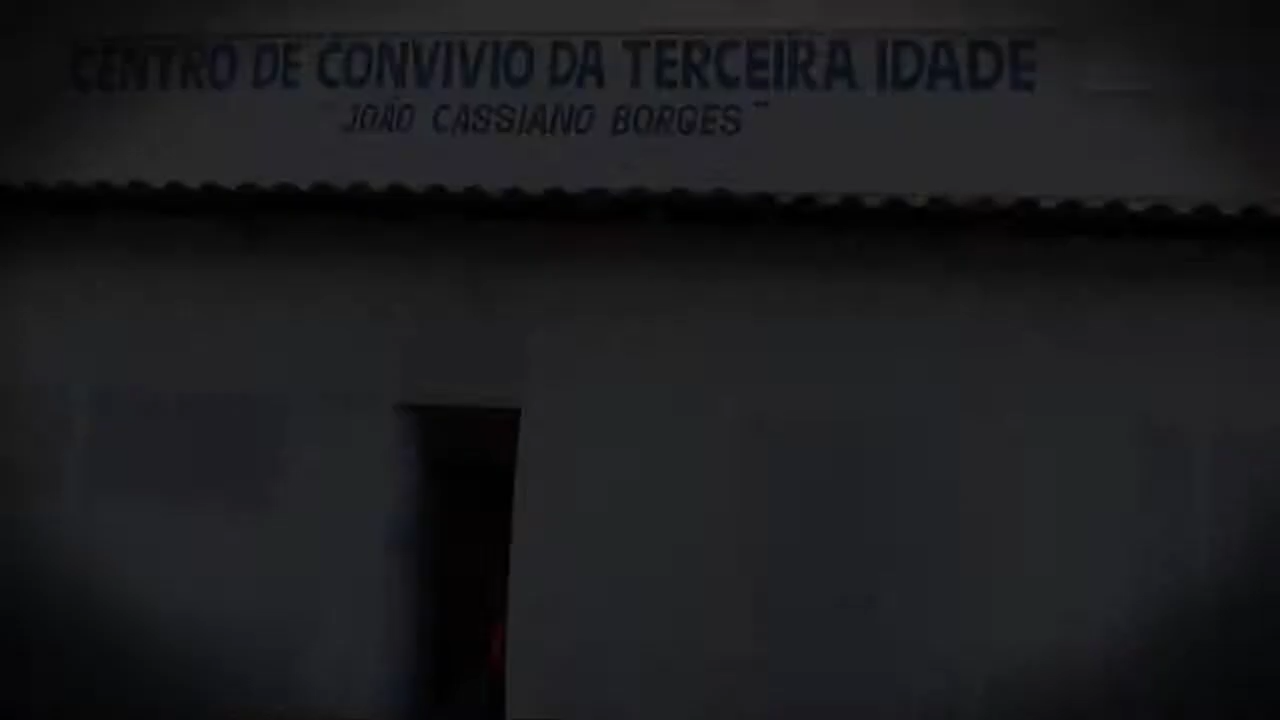 CENTRO DE CONVIVIO DA TERCEIRA IDADE
"JOÃO CASSIANO BORGES"